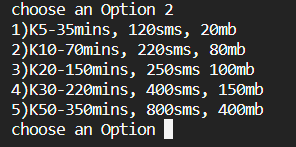 choose an Option 2
1)K5-35mins, 120sms, 20mb
2)K10-70mins, 220sms, 80mb
3)K20-150mins, 250sms 100mb
4)K30-220mins, 400sms, 150mb
5)K50-350mins, 800sms, 400mb
choose an Option